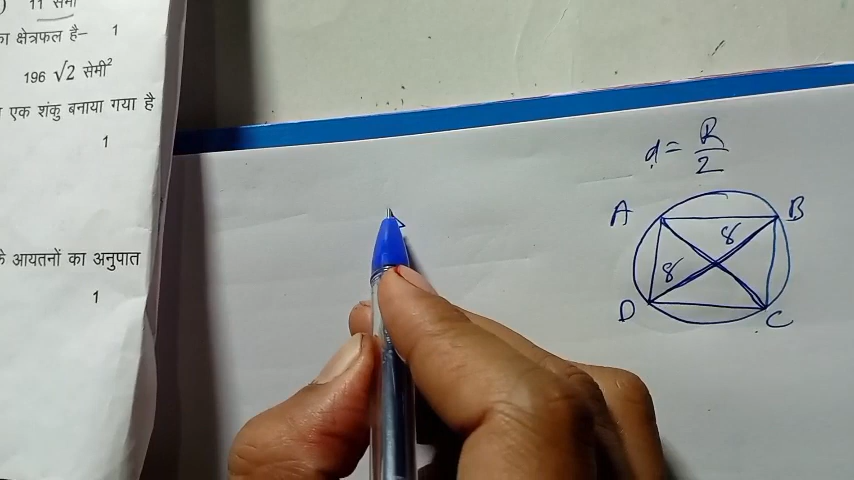 ) 11 सेमी
का क्षेत्रफल है– 1
196 √2 सेमी²
एक शंकु बनाया गया है
1
के आयतनों का अनुपात
1
d = R/2
A B
8
8
D C